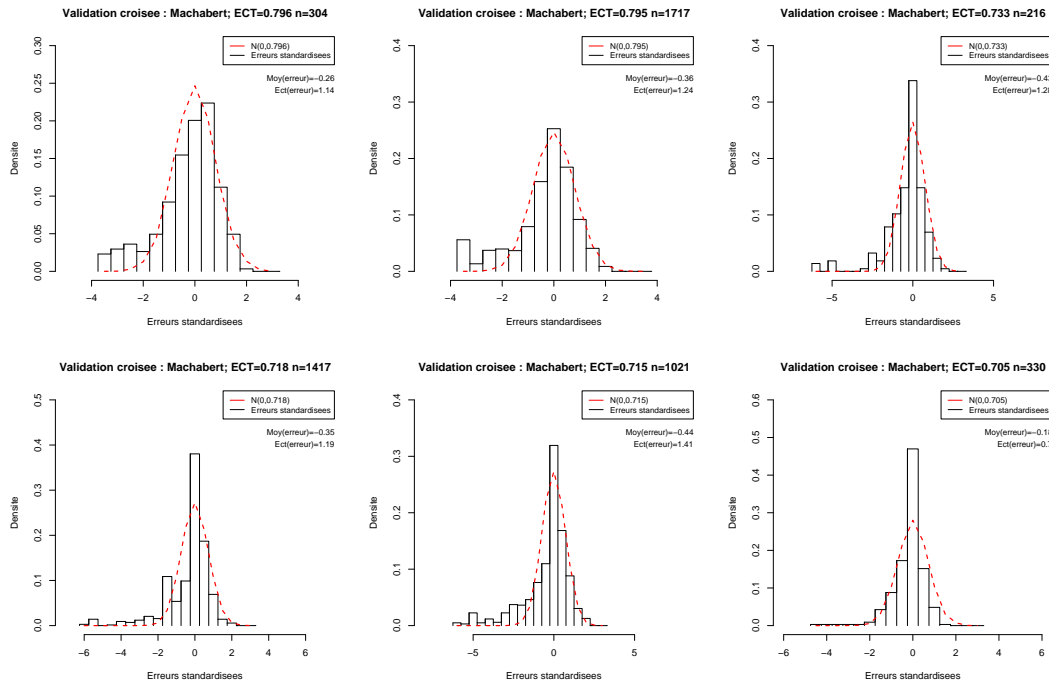 Validation croisee : Machabert; ECT=0.796 n=304
N(0,0.796)
Erreurs standardisees
Moy(erreur)=−0.26
Ect(erreur)=1.14
Densite
0.00
0.05
0.10
0.15
0.20
0.25
0.30
−4
−2
0
2
4
Erreurs standardisees
Validation croisee : Machabert; ECT=0.795 n=1717
N(0,0.795)
Erreurs standardisees
Moy(erreur)=−0.36
Ect(erreur)=1.24
Densite
0.0
0.1
0.2
0.3
0.4
−4
−2
0
2
4
Erreurs standardisees
Validation croisee : Machabert; ECT=0.733 n=216
N(0,0.733)
Erreurs standardisees
Densite
0.0
0.1
0.2
0.3
0.4
−5
0
5
Erreurs standardisees
Validation croisee : Machabert; ECT=0.718 n=1417
N(0,0.718)
Erreurs standardisees
Moy(erreur)=−0.35
Ect(erreur)=1.19
Densite
0.0
0.1
0.2
0.3
0.4
0.5
−6
−4
−2
0
2
4
6
Erreurs standardisees
Validation croisee : Machabert; ECT=0.715 n=1021
N(0,0.715)
Erreurs standardisees
Moy(erreur)=−0.44
Ect(erreur)=1.41
Densite
0.0
0.1
0.2
0.3
0.4
−5
0
5
Erreurs standardisees
Validation croisee : Machabert; ECT=0.705 n=330
N(0,0.705)
Erreurs standardisees
Densite
0.0
0.1
0.2
0.3
0.4
0.5
0.6
−6
−4
−2
0
2
4
6
Erreurs standardisees